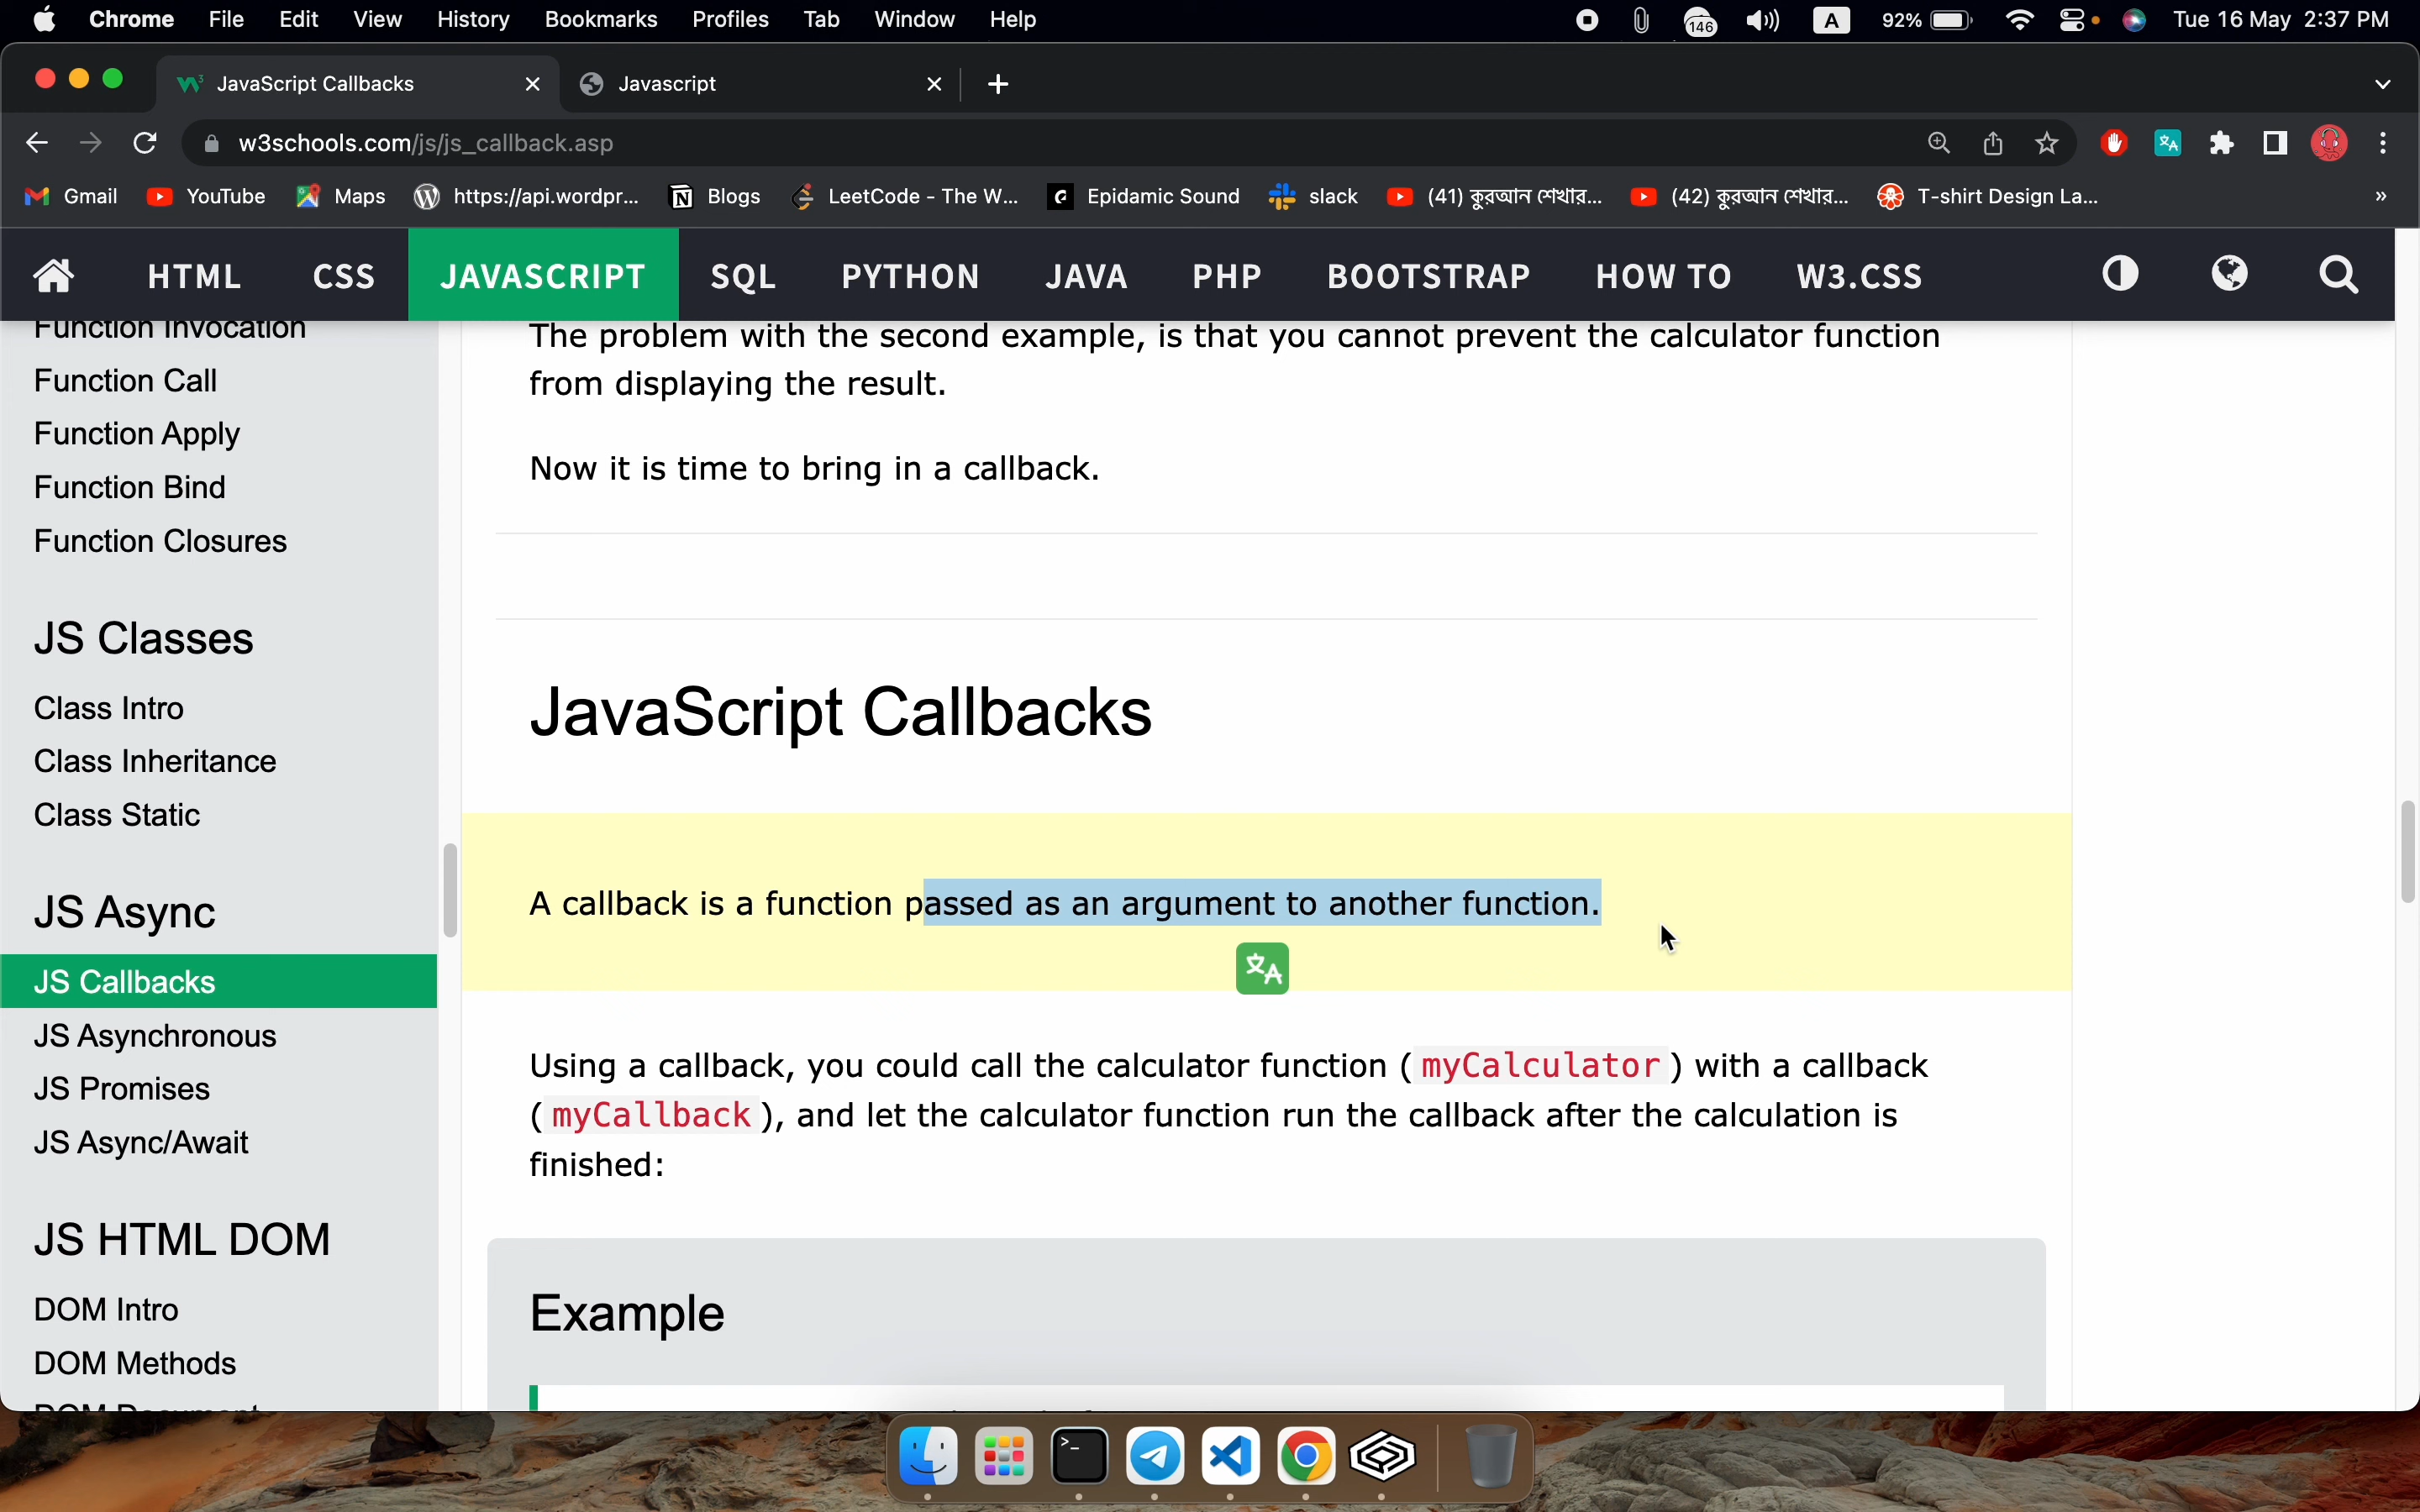 Chrome File Edit View History Bookmarks Profiles Tab Window Help 146 A 92% Tue 16 May 2:37 PM
JavaScript Callbacks Javascript
w3schools.com/js/js_callback.asp
Gmail YouTube Maps https://api.wordpr... Blogs LeetCode - The W... Epidamic Sound slack (41) কুরআন শেখার... (42) কুরআন শেখার... T-shirt Design La... »
HTML CSS JAVASCRIPT SQL PYTHON JAVA PHP BOOTSTRAP HOW TO W3.CSS
Function Invocation
Function Call
Function Apply
Function Bind
Function Closures
JS Classes
Class Intro
Class Inheritance
Class Static
JS Async
JS Callbacks
JS Asynchronous
JS Promises
JS Async/Await
JS HTML DOM
DOM Intro
DOM Methods
DOM Document
The problem with the second example, is that you cannot prevent the calculator function
from displaying the result.
Now it is time to bring in a callback.
JavaScript Callbacks
A callback is a function passed as an argument to another function.
Using a callback, you could call the calculator function (myCalculator) with a callback
(myCallback), and let the calculator function run the callback after the calculation is
finished:
Example